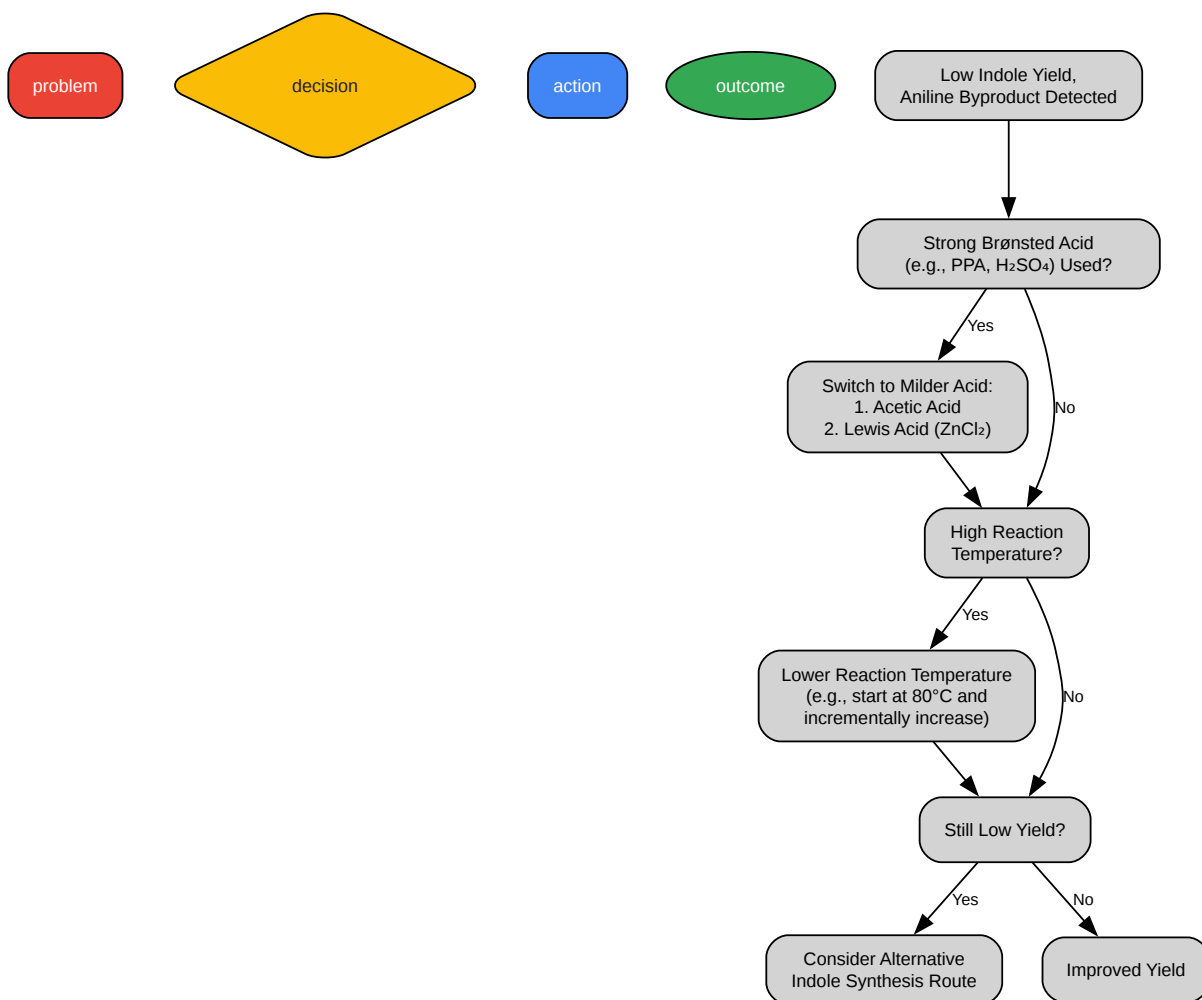 problem
decision
action
outcome
Low Indole Yield,
Aniline Byproduct Detected
Strong Brønsted Acid
(e.g., PPA, H₂SO₄) Used?
Yes
No
Switch to Milder Acid:
1. Acetic Acid
2. Lewis Acid (ZnCl₂)
High Reaction
Temperature?
Yes
No
Lower Reaction Temperature
(e.g., start at 80°C and
incrementally increase)
Still Low Yield?
Yes
No
Consider Alternative
Indole Synthesis Route
Improved Yield